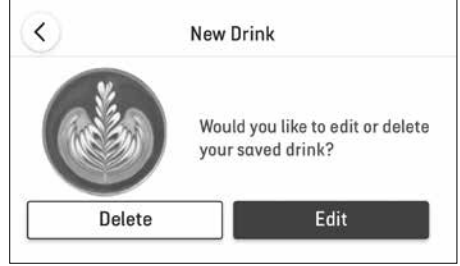 New Drink
Would you like to edit or delete
your saved drink?
Delete
Edit